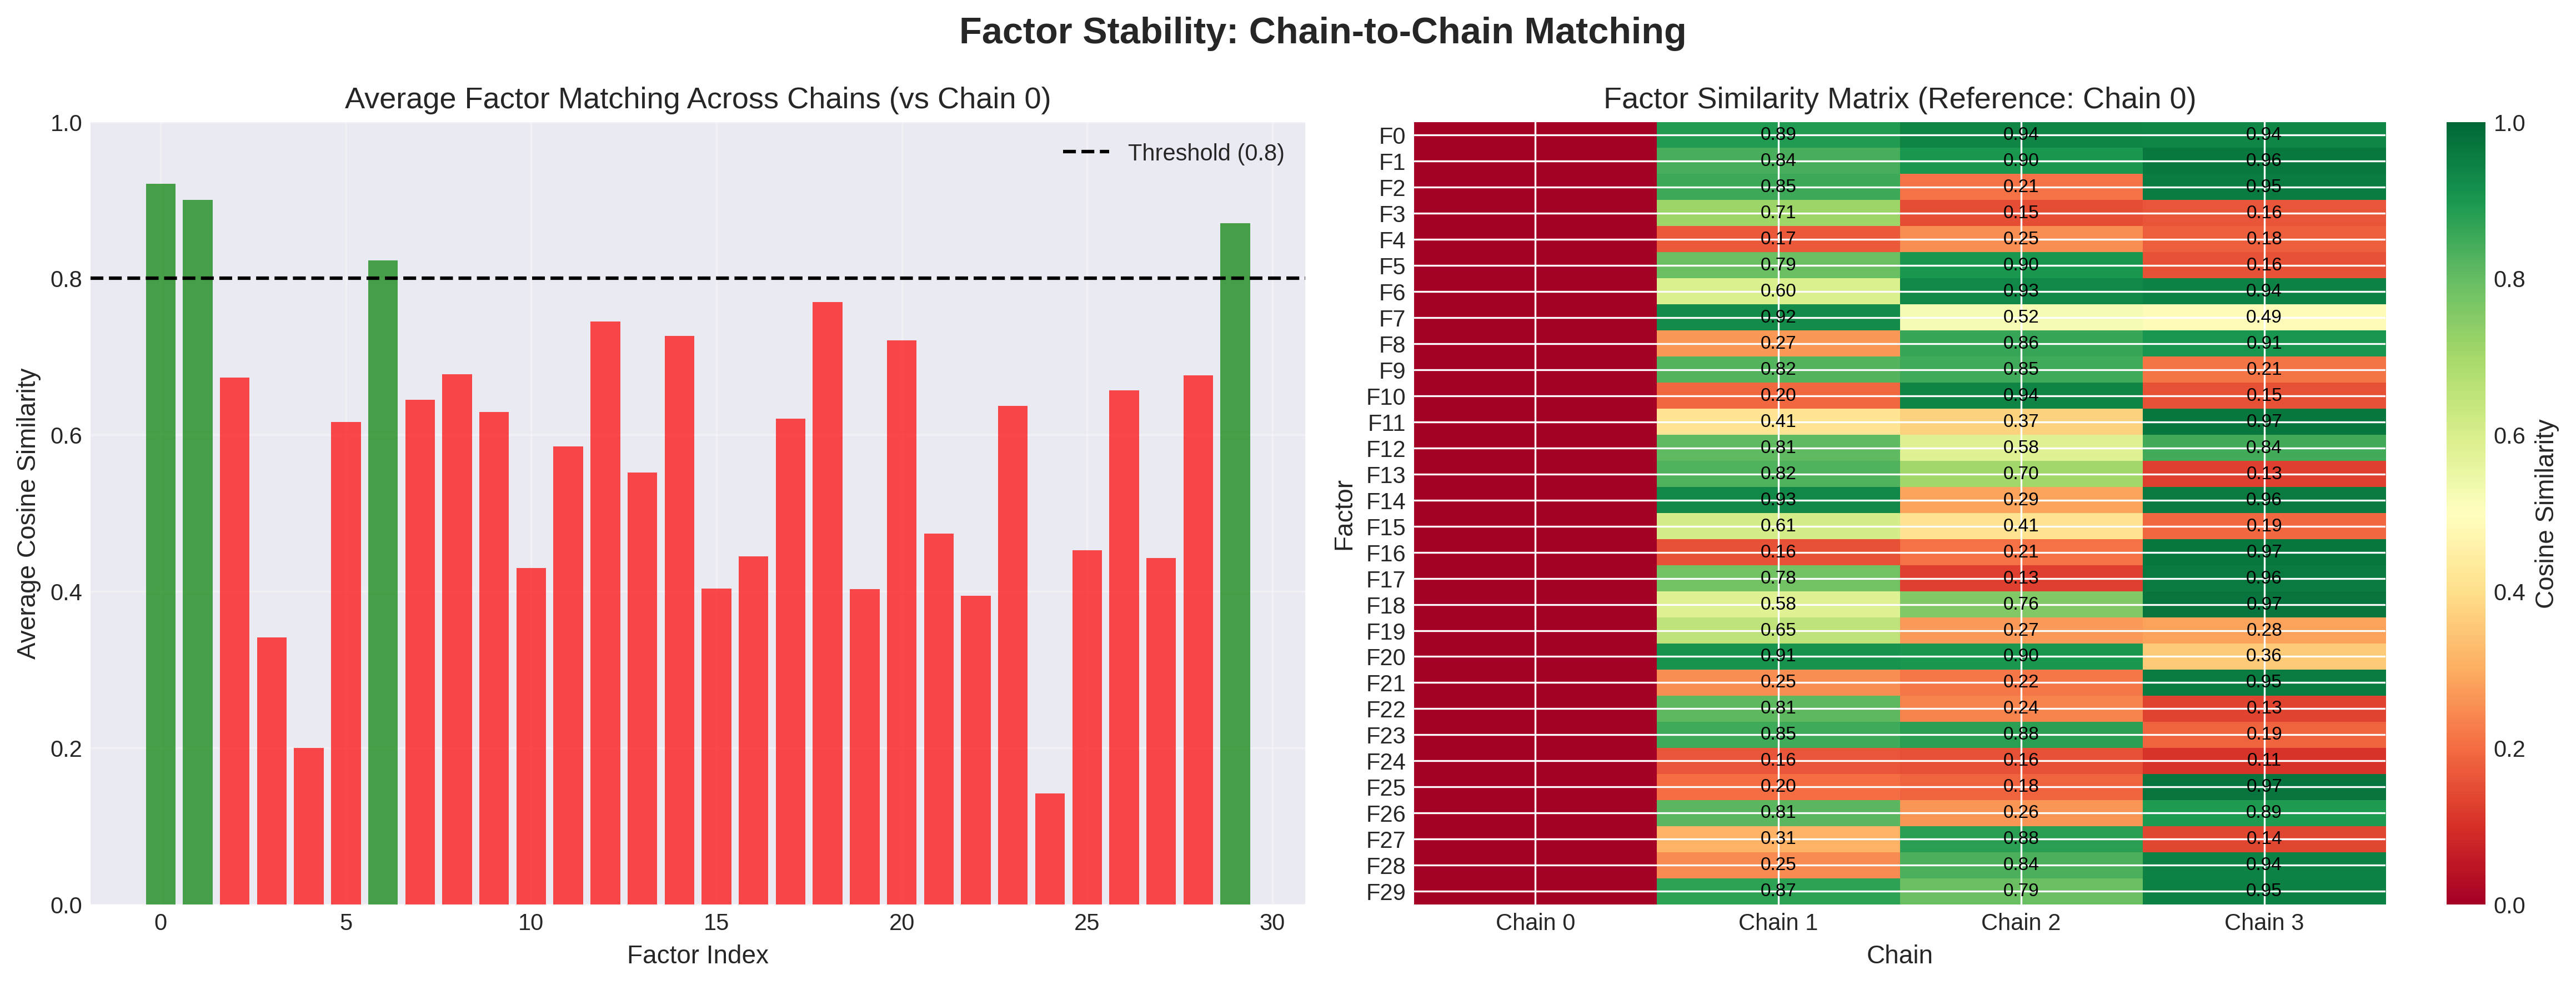 Factor Stability: Chain-to-Chain Matching
Average Factor Matching Across Chains (vs Chain 0)
Threshold (0.8)
Average Cosine Similarity
1.0
0.8
0.6
0.4
0.2
0.0
0 5 10 15 20 25 30
Factor Index
Factor Similarity Matrix (Reference: Chain 0)
Factor
F0 0.89 0.94 0.94
F1 0.84 0.90 0.96
F2 0.85 0.21 0.95
F3 0.71 0.15 0.16
F4 0.17 0.25 0.18
F5 0.79 0.90 0.16
F6 0.60 0.93 0.94
F7 0.92 0.52 0.49
F8 0.27 0.86 0.91
F9 0.82 0.85 0.21
F10 0.20 0.94 0.15
F11 0.41 0.37 0.97
F12 0.81 0.58 0.84
F13 0.82 0.70 0.13
F14 0.93 0.29 0.96
F15 0.61 0.41 0.19
F16 0.16 0.21 0.97
F17 0.78 0.13 0.96
F18 0.58 0.76 0.97
F19 0.65 0.27 0.28
F20 0.91 0.90 0.36
F21 0.25 0.22 0.95
F22 0.81 0.24 0.13
F23 0.85 0.88 0.19
F24 0.16 0.16 0.11
F25 0.20 0.18 0.97
F26 0.81 0.26 0.89
F27 0.31 0.88 0.14
F28 0.25 0.84 0.94
F29 0.87 0.79 0.95
Chain 0 Chain 1 Chain 2 Chain 3
Chain
1.0
0.8
0.6
0.4
0.2
0.0
Cosine Similarity